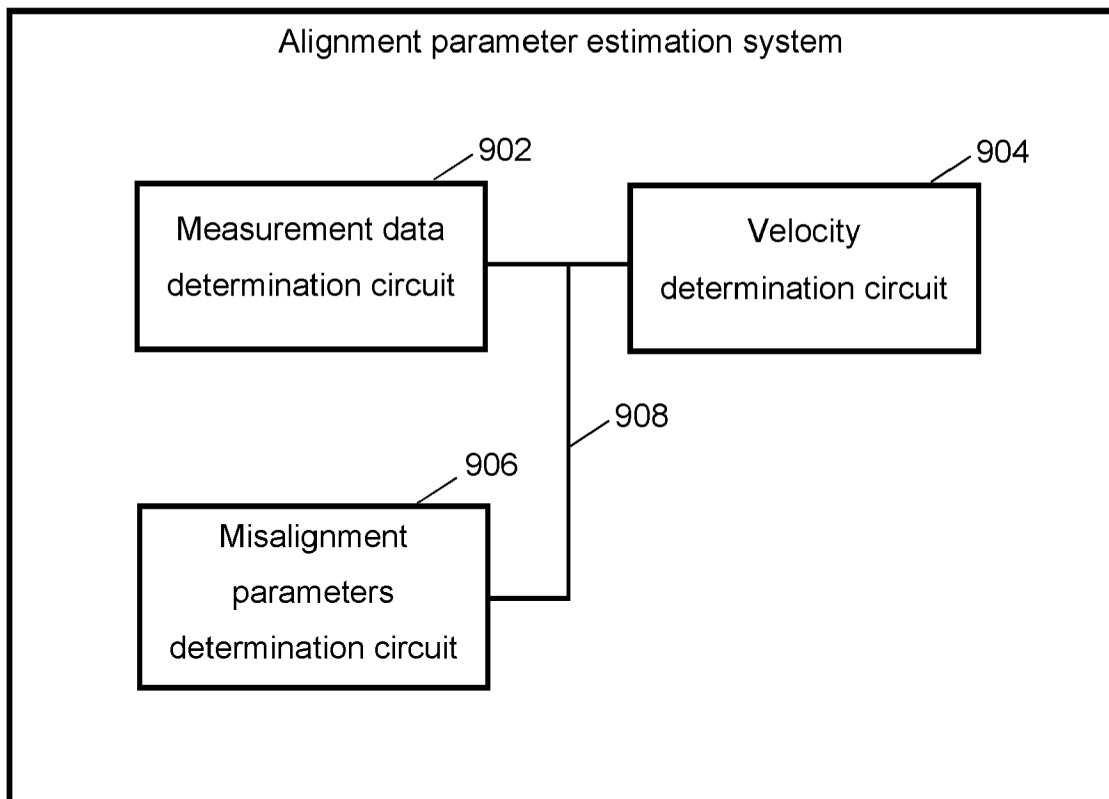 Alignment parameter estimation system
902
904
Measurement data
determination circuit
Velocity
determination circuit
908
906
Misalignment
parameters
determination circuit